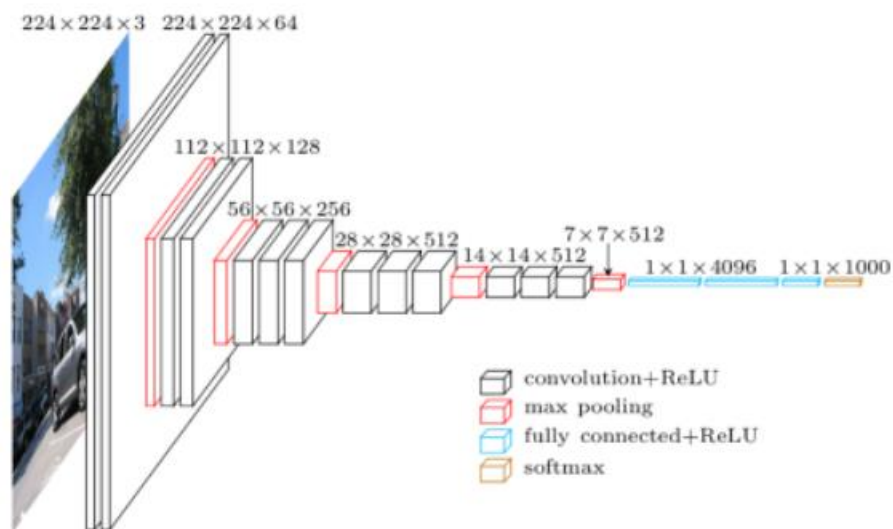 224×224×3
224×224×64
112×112×128
56×56×256
28×28×512
14×14×512
7×7×512
1×1×4096
1×1×1000
convolution+ReLU
max pooling
fully connected+ReLU
softmax